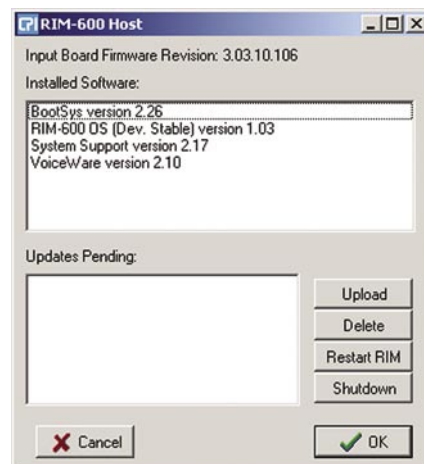 RIM-600 Host
Input Board Firmware Revision: 3.03.10.106
Installed Software:
BootSys version 2.26
RIM-600 OS (Dev. Stable) version 1.03
System Support version 2.17
VoiceWare version 2.10
Updates Pending:
Upload
Delete
Restart RIM
Shutdown
Cancel
OK